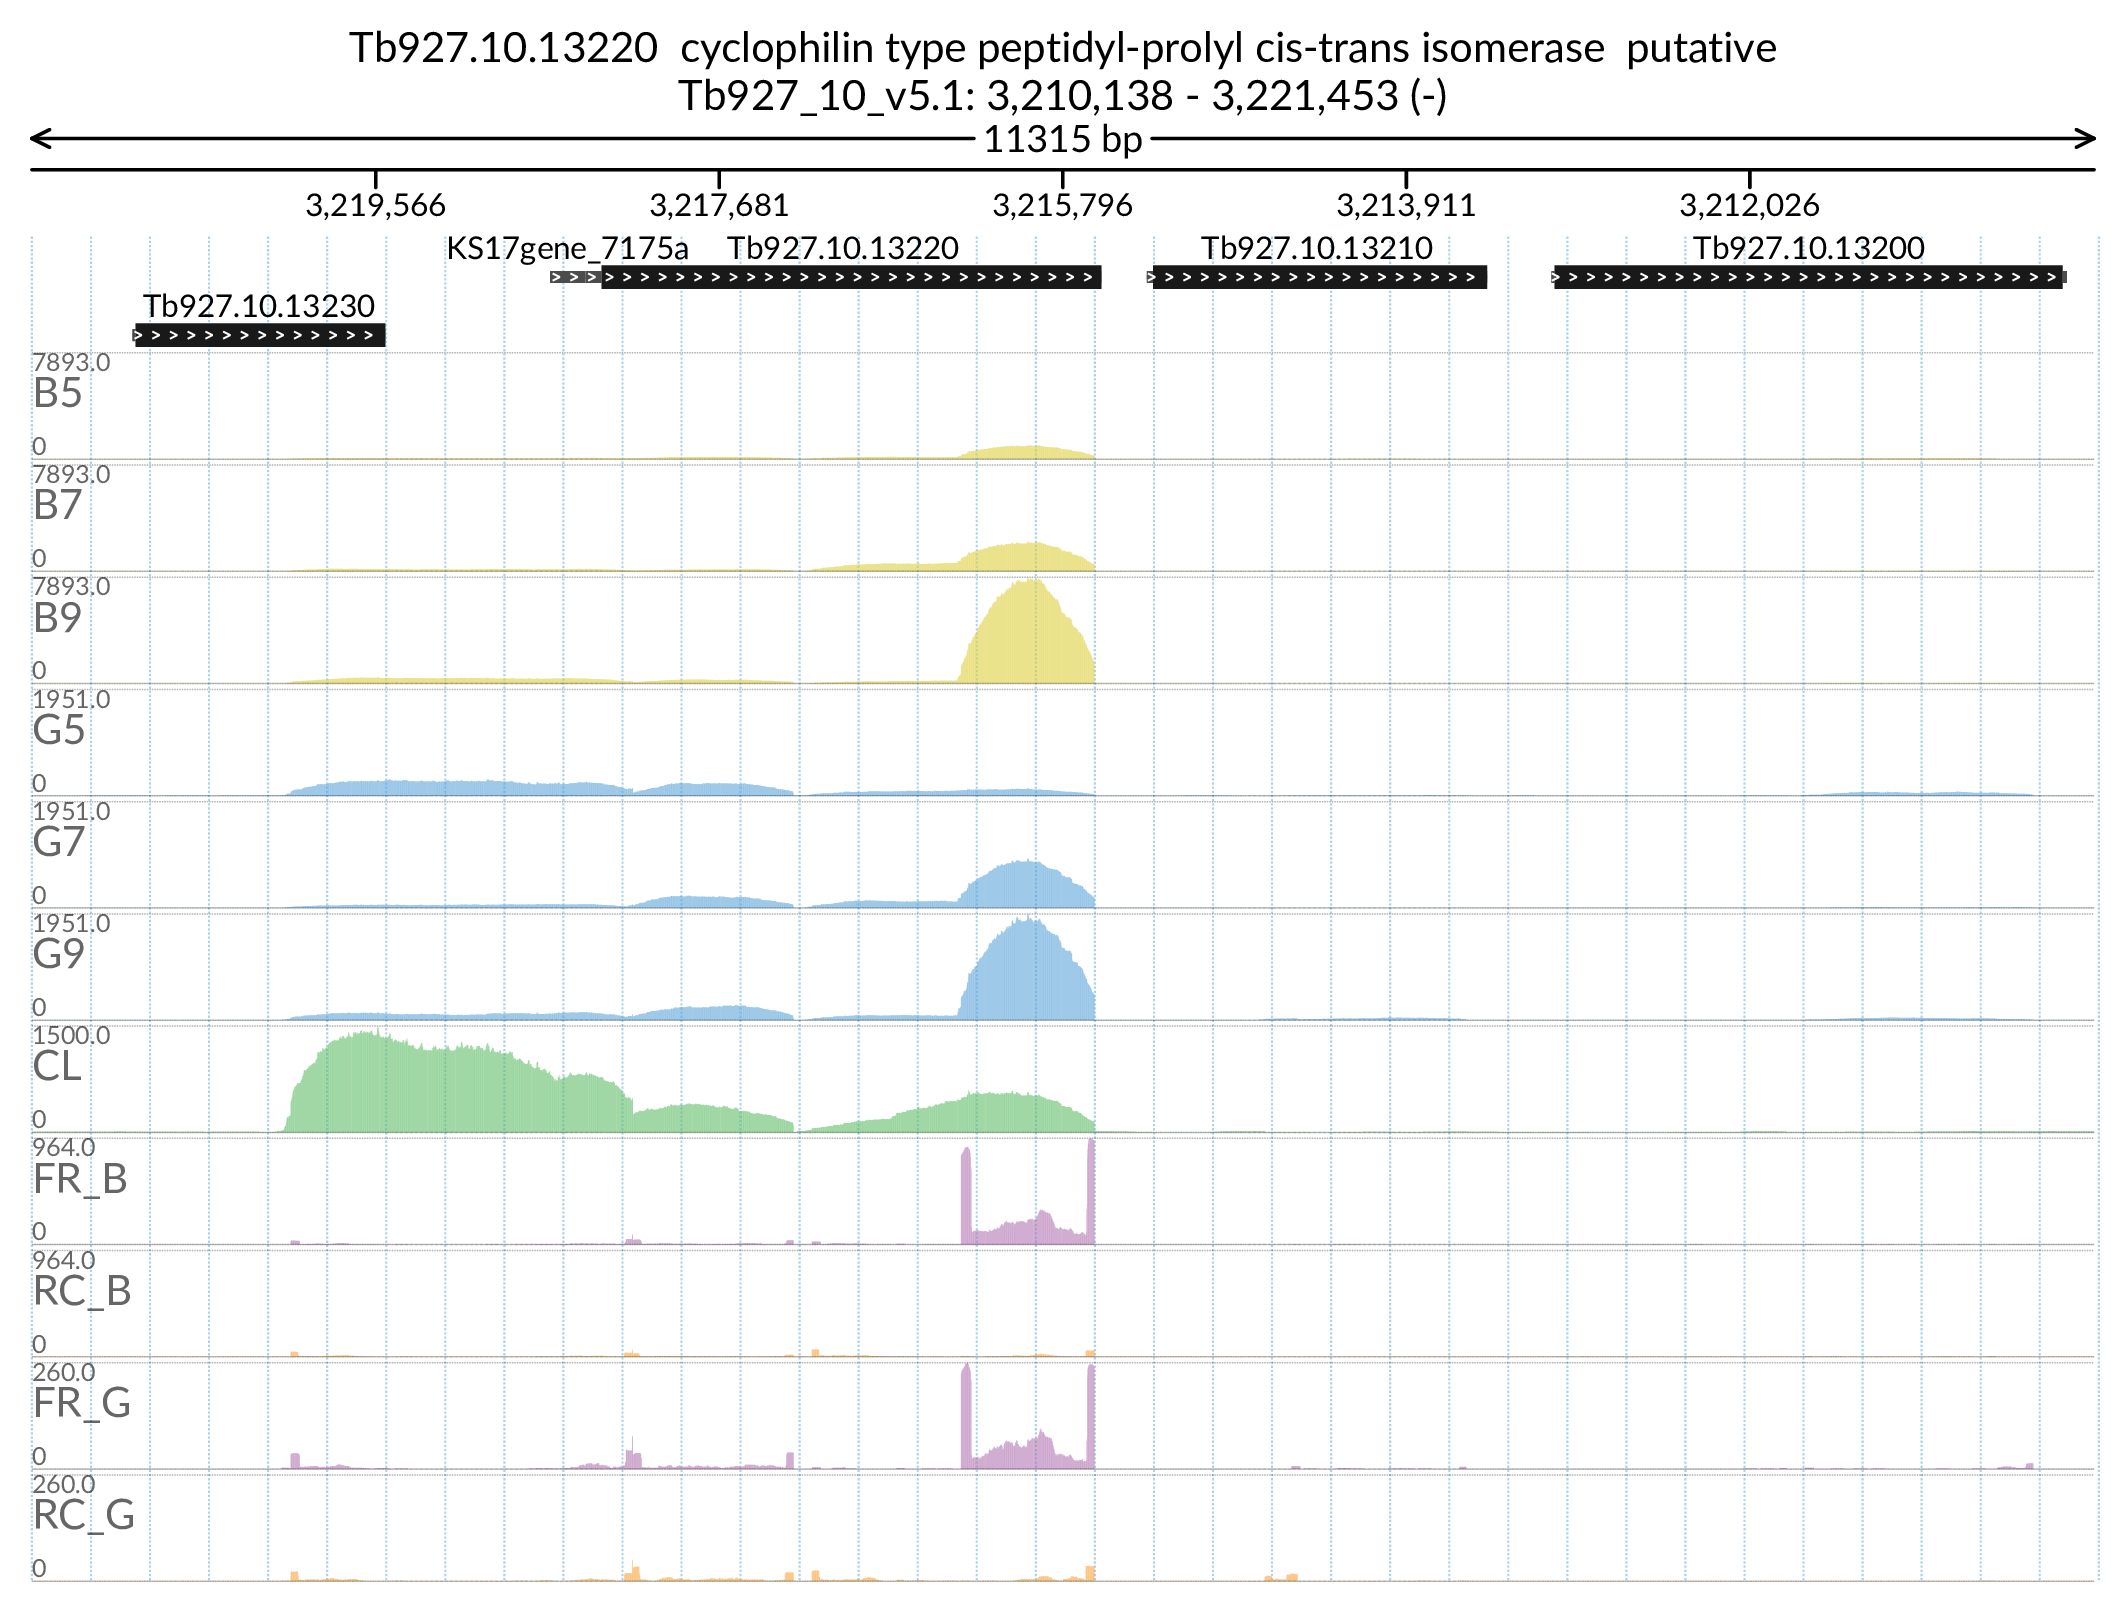 Tb927.10.13220  cyclophilin type peptidyl-prolyl cis-trans isomerase  putative
Tb927_10_v5.1: 3,210,138 - 3,221,453 (-)
11315 bp
3,219,566 3,217,681 3,215,796 3,213,911 3,212,026
KS17gene_7175a Tb927.10.13220 Tb927.10.13210 Tb927.10.13200
Tb927.10.13230
7893.0
B5
0
7893.0
B7
0
7893.0
B9
0
1951.0
G5
0
1951.0
G7
0
1951.0
G9
0
1500.0
CL
0
964.0
FR_B
0
964.0
RC_B
0
260.0
FR_G
0
260.0
RC_G
0